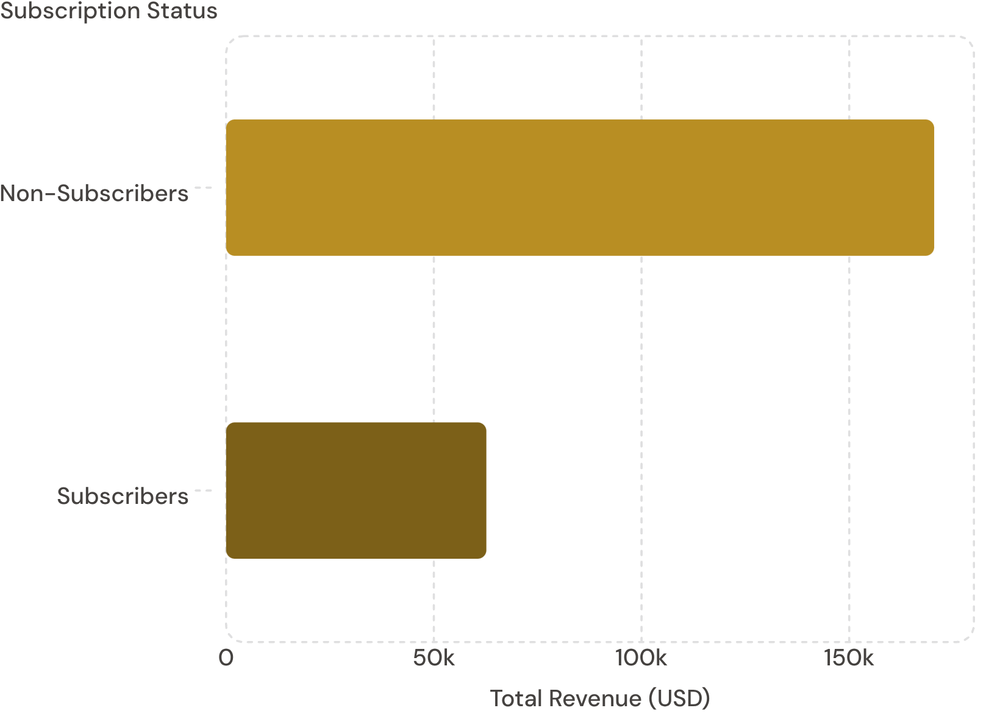 Subscription Status
Non-Subscribers
Subscribers
0 50k 100k 150k
Total Revenue (USD)